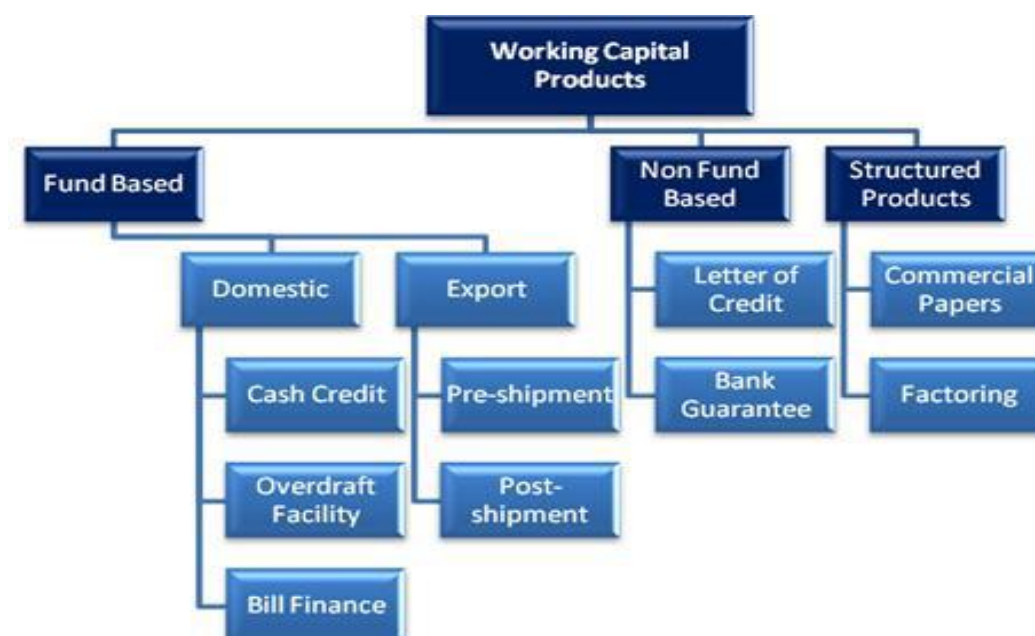 Working Capital
Products
Fund Based
Non Fund
Based
Structured
Products
Domestic
Export
Letter of
Credit
Commercial
Papers
Cash Credit
Pre-shipment
Bank
Guarantee
Factoring
Overdraft
Facility
Post-
shipment
Bill Finance